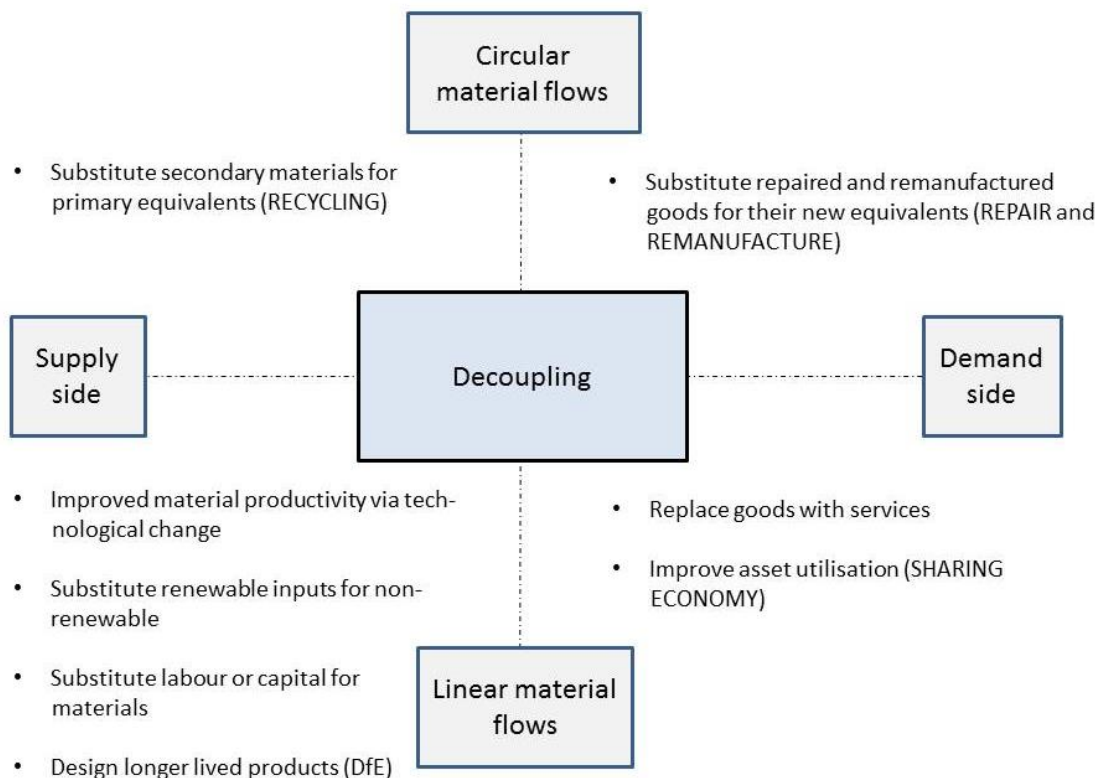 Circular
material flows
• Substitute secondary materials for
primary equivalents (RECYCLING)
• Substitute repaired and remanufactured
goods for their new equivalents (REPAIR and
REMANUFACTURE)
Supply
side
Decoupling
Demand
side
• Improved material productivity via tech-
nological change
• Substitute renewable inputs for non-
renewable
• Substitute labour or capital for
materials
• Design longer lived products (DfE)
• Replace goods with services
• Improve asset utilisation (SHARING
ECONOMY)
Linear material
flows